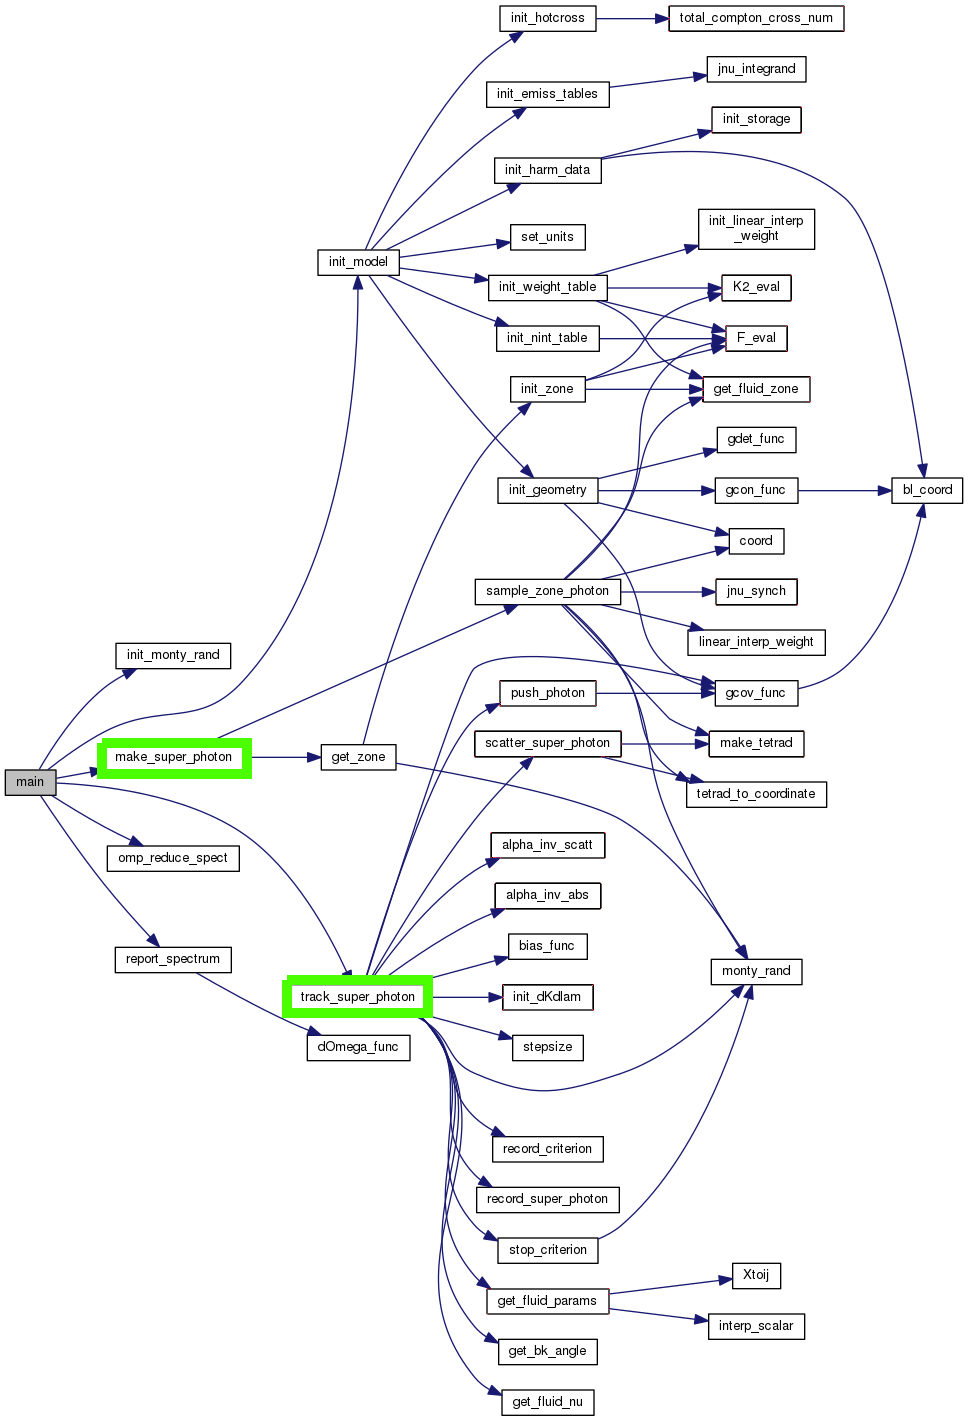 init_hotcross
total_compton_cross_num
jnu_integrand
init_emiss_tables
init_storage
init_harm_data
init_linear_interp
_weight
set_units
init_model
init_weight_table
K2_eval
init_nint_table
F_eval
init_zone
get_fluid_zone
gdet_func
init_geometry
gcon_func
bl_coord
coord
sample_zone_photon
jnu_synch
linear_interp_weight
init_monty_rand
push_photon
gcov_func
scatter_super_photon
make_tetrad
make_super_photon
get_zone
main
tetrad_to_coordinate
alpha_inv_scatt
omp_reduce_spect
alpha_inv_abs
bias_func
report_spectrum
monty_rand
track_super_photon
init_dKdlam
dOmega_func
stepsize
record_criterion
record_super_photon
stop_criterion
Xtoij
get_fluid_params
interp_scalar
get_bk_angle
get_fluid_nu